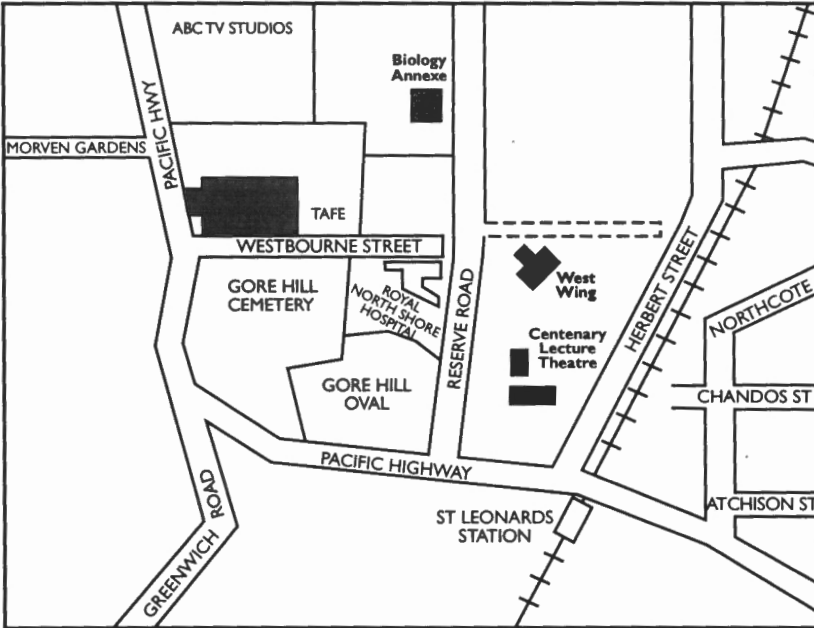 ABC TV STUDIOS
Biology
Annexe
PACIFIC HWY
MORVEN GARDENS
TAFE
WESTBOURNE STREET
GORE HILL
CEMETERY
ROYAL
NORTH SHORE
HOSPITAL
RESERVE ROAD
West
Wing
HERBERT STREET
NORTHCOTE
Centenary
Lecture
Theatre
GORE HILL
OVAL
CHANDOS ST
PACIFIC HIGHWAY
ATCHISON ST
ST LEONARDS
STATION
GREENWICH ROAD